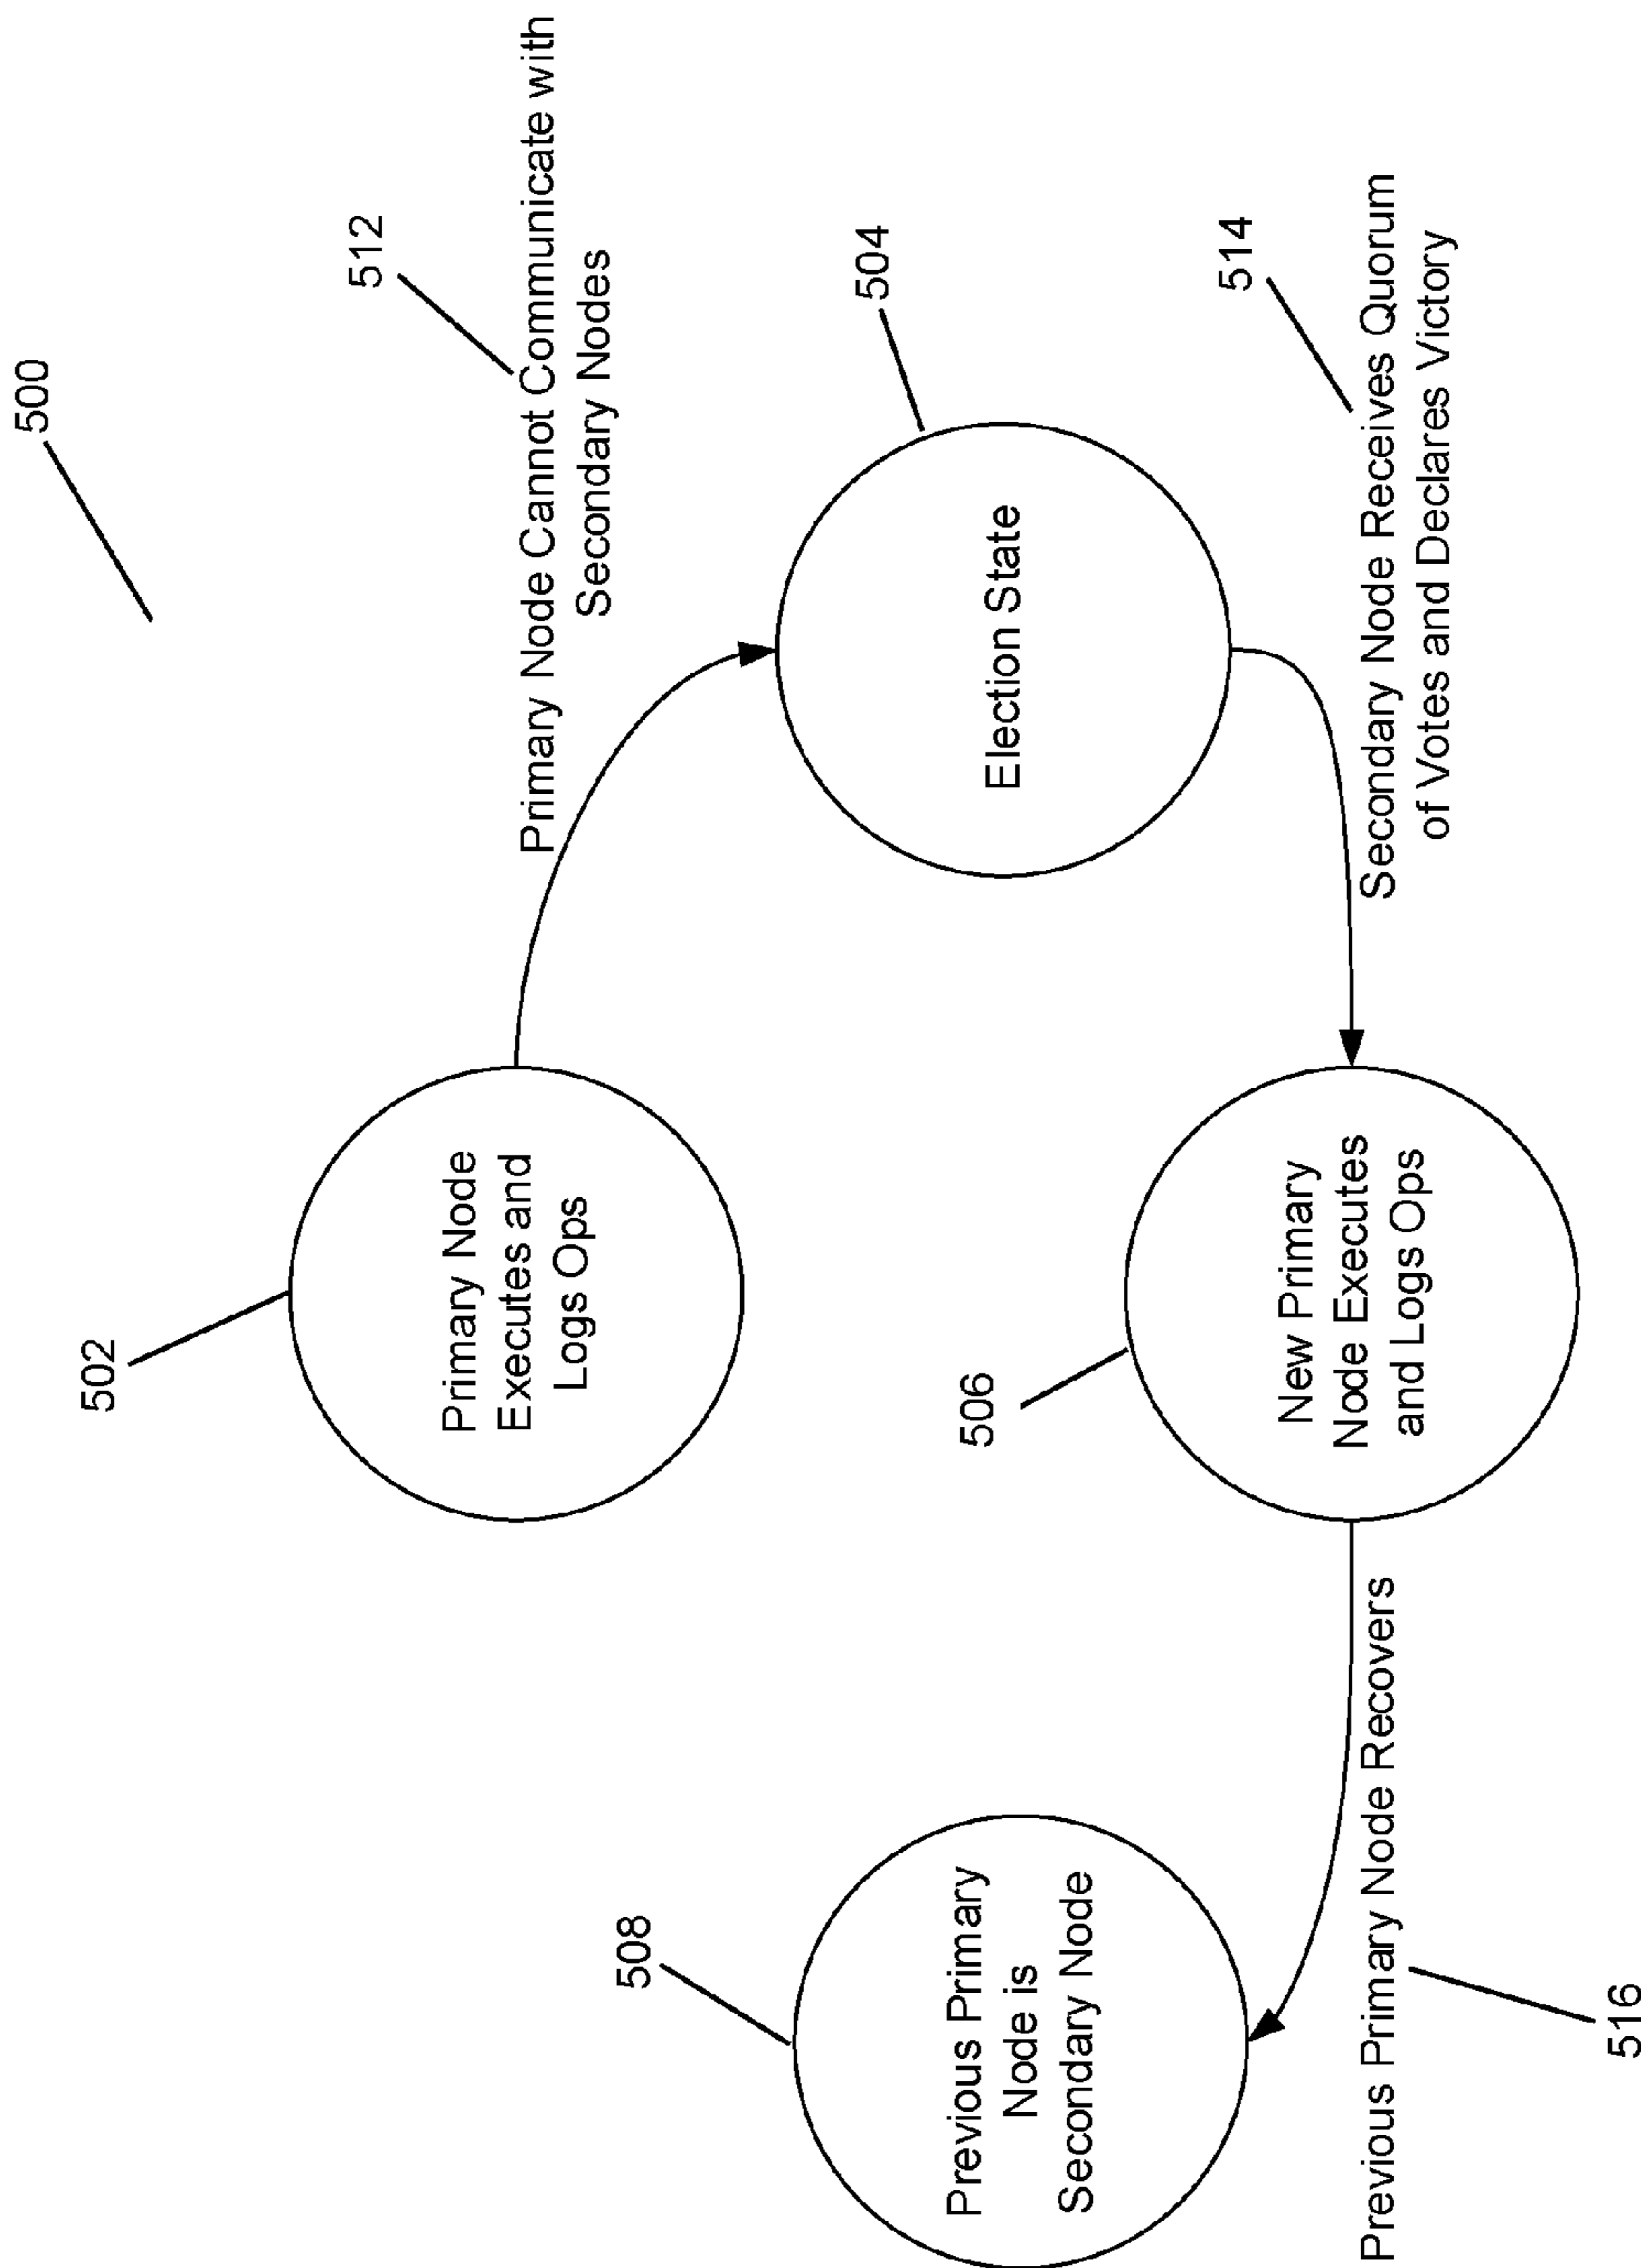 500
512
Primary Node Cannot Communicate with
Secondary Nodes
502
Primary Node
Executes and
Logs Ops
504
Election State
514
Secondary Node Receives Quorum
of Votes and Declares Victory
506
New Primary
Node Executes
and Logs Ops
508
Previous Primary
Node is
Secondary Node
Previous Primary Node Recovers
516